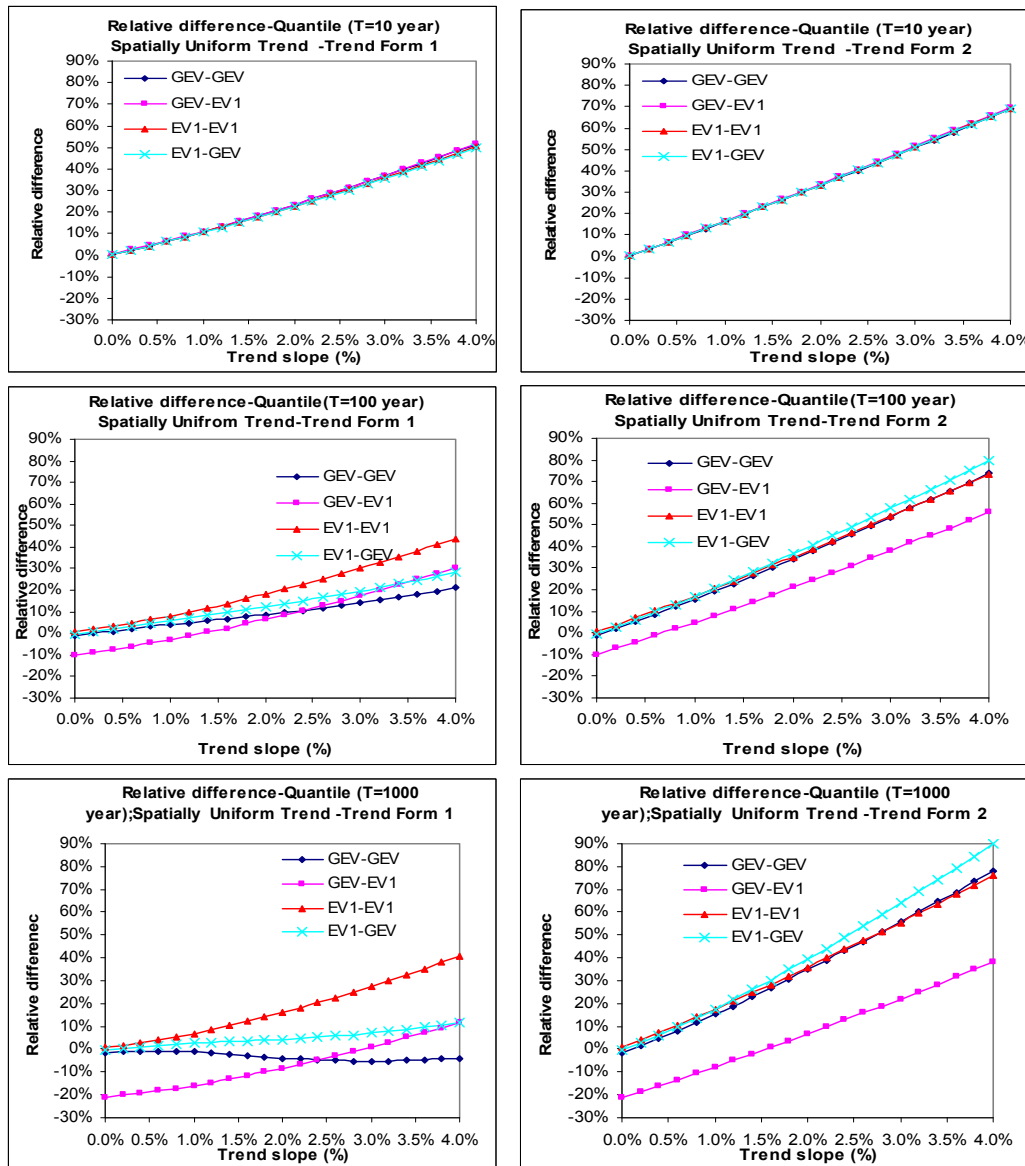 Relative difference-Quantile (T=10 year)
Spatially Uniform Trend -Trend Form 1
90%
80%
70%
60%
50%
40%
30%
20%
10%
0%
-10%
-20%
-30%
Relative difference
GEV-GEV
GEV-EV1
EV1-EV1
EV1-GEV
0.0% 0.5% 1.0% 1.5% 2.0% 2.5% 3.0% 3.5% 4.0%
Trend slope (%)
Relative difference-Quantile (T=10 year)
Spatially Uniform Trend -Trend Form 2
90%
80%
70%
60%
50%
40%
30%
20%
10%
0%
-10%
-20%
-30%
Relative difference
GEV-GEV
GEV-EV1
EV1-EV1
EV1-GEV
0.0% 0.5% 1.0% 1.5% 2.0% 2.5% 3.0% 3.5% 4.0%
Trend slope (%)
Relative difference-Quantile(T=100 year)
Spatially Unifrom Trend-Trend Form 1
90%
80%
70%
60%
50%
40%
30%
20%
10%
0%
-10%
-20%
-30%
Relative difference
GEV-GEV
GEV-EV1
EV1-EV1
EV1-GEV
0.0% 0.5% 1.0% 1.5% 2.0% 2.5% 3.0% 3.5% 4.0%
Trend slope (%)
Relative difference-Quantile(T=100 year)
Spatially Unifrom Trend-Trend Form 2
90%
80%
70%
60%
50%
40%
30%
20%
10%
0%
-10%
-20%
-30%
Relative difference
GEV-GEV
GEV-EV1
EV1-EV1
EV1-GEV
0.0% 0.5% 1.0% 1.5% 2.0% 2.5% 3.0% 3.5% 4.0%
Trend slope (%)
Relative difference-Quantile (T=1000
year);Spatially Uniform Trend -Trend Form 1
90%
80%
70%
60%
50%
40%
30%
20%
10%
0%
-10%
-20%
-30%
Relative differenec
GEV-GEV
GEV-EV1
EV1-EV1
EV1-GEV
0.0% 0.5% 1.0% 1.5% 2.0% 2.5% 3.0% 3.5% 4.0%
Trend slope (%)
Relative difference-Quantile (T=1000
year);Spatially Uniform Trend -Trend Form 2
90%
80%
70%
60%
50%
40%
30%
20%
10%
0%
-10%
-20%
-30%
Relative difference
GEV-GEV
GEV-EV1
EV1-EV1
EV1-GEV
0.0% 0.5% 1.0% 1.5% 2.0% 2.5% 3.0% 3.5% 4.0%
Trend slope (%)